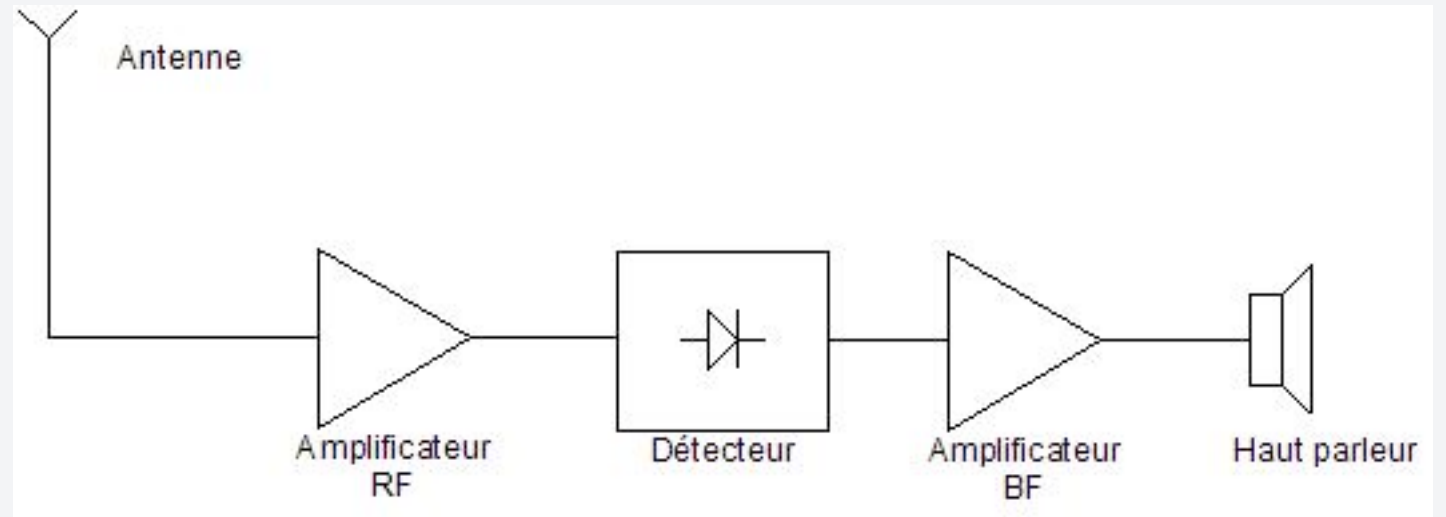 Antenne
Amplificateur
RF
Détecteur
Amplificateur
BF
Haut parleur